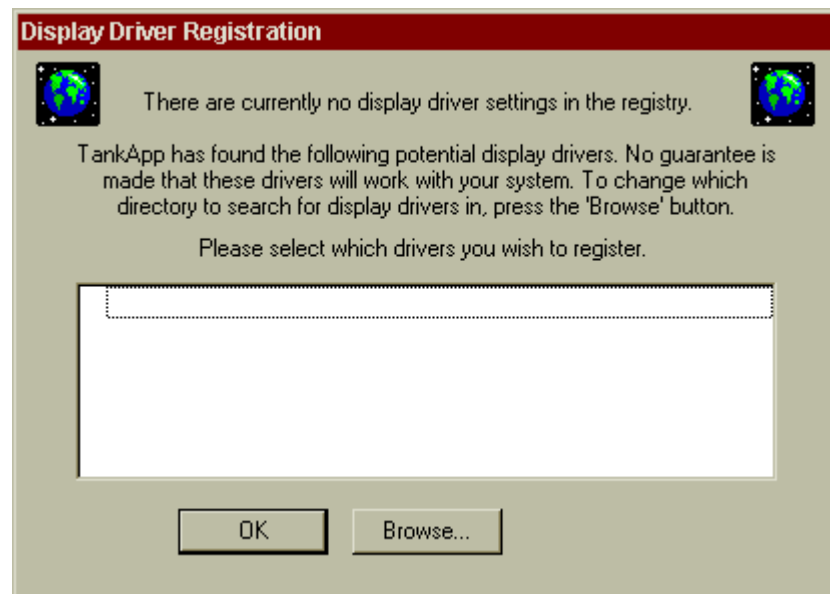 Display Driver Registration
There are currently no display driver settings in the registry.
TankApp has found the following potential display drivers. No guarantee is
made that these drivers will work with your system. To change which
directory to search for display drivers in, press the 'Browse' button.
Please select which drivers you wish to register.
OK
Browse...